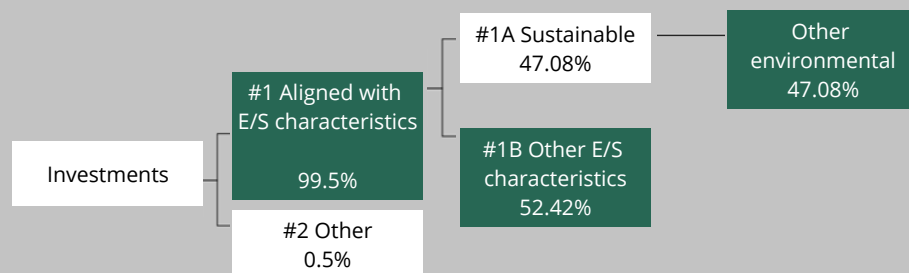 Investments
#1 Aligned with
E/S characteristics
99.5%
#2 Other
0.5%
#1A Sustainable
47.08%
#1B Other E/S
characteristics
52.42%
Other
environmental
47.08%